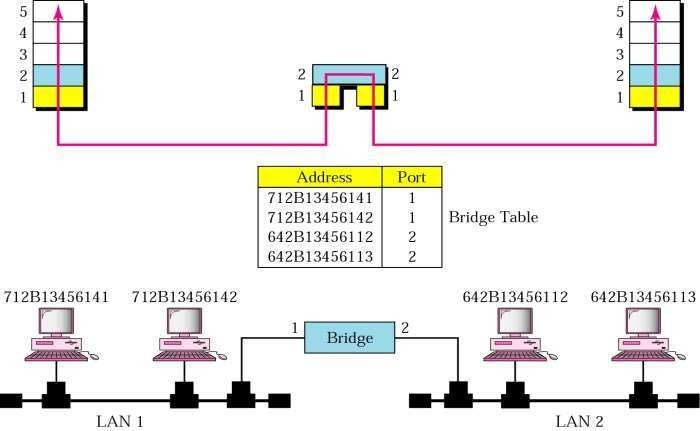 5 5
4 4
3 3
2 2 2 2
1 1 1 1
Address Port
712B13456141 1
712B13456142 1
642B13456112 2
642B13456113 2
Bridge Table
712B13456141 712B13456142 642B13456112 642B13456113
1 Bridge 2
LAN 1 LAN 2